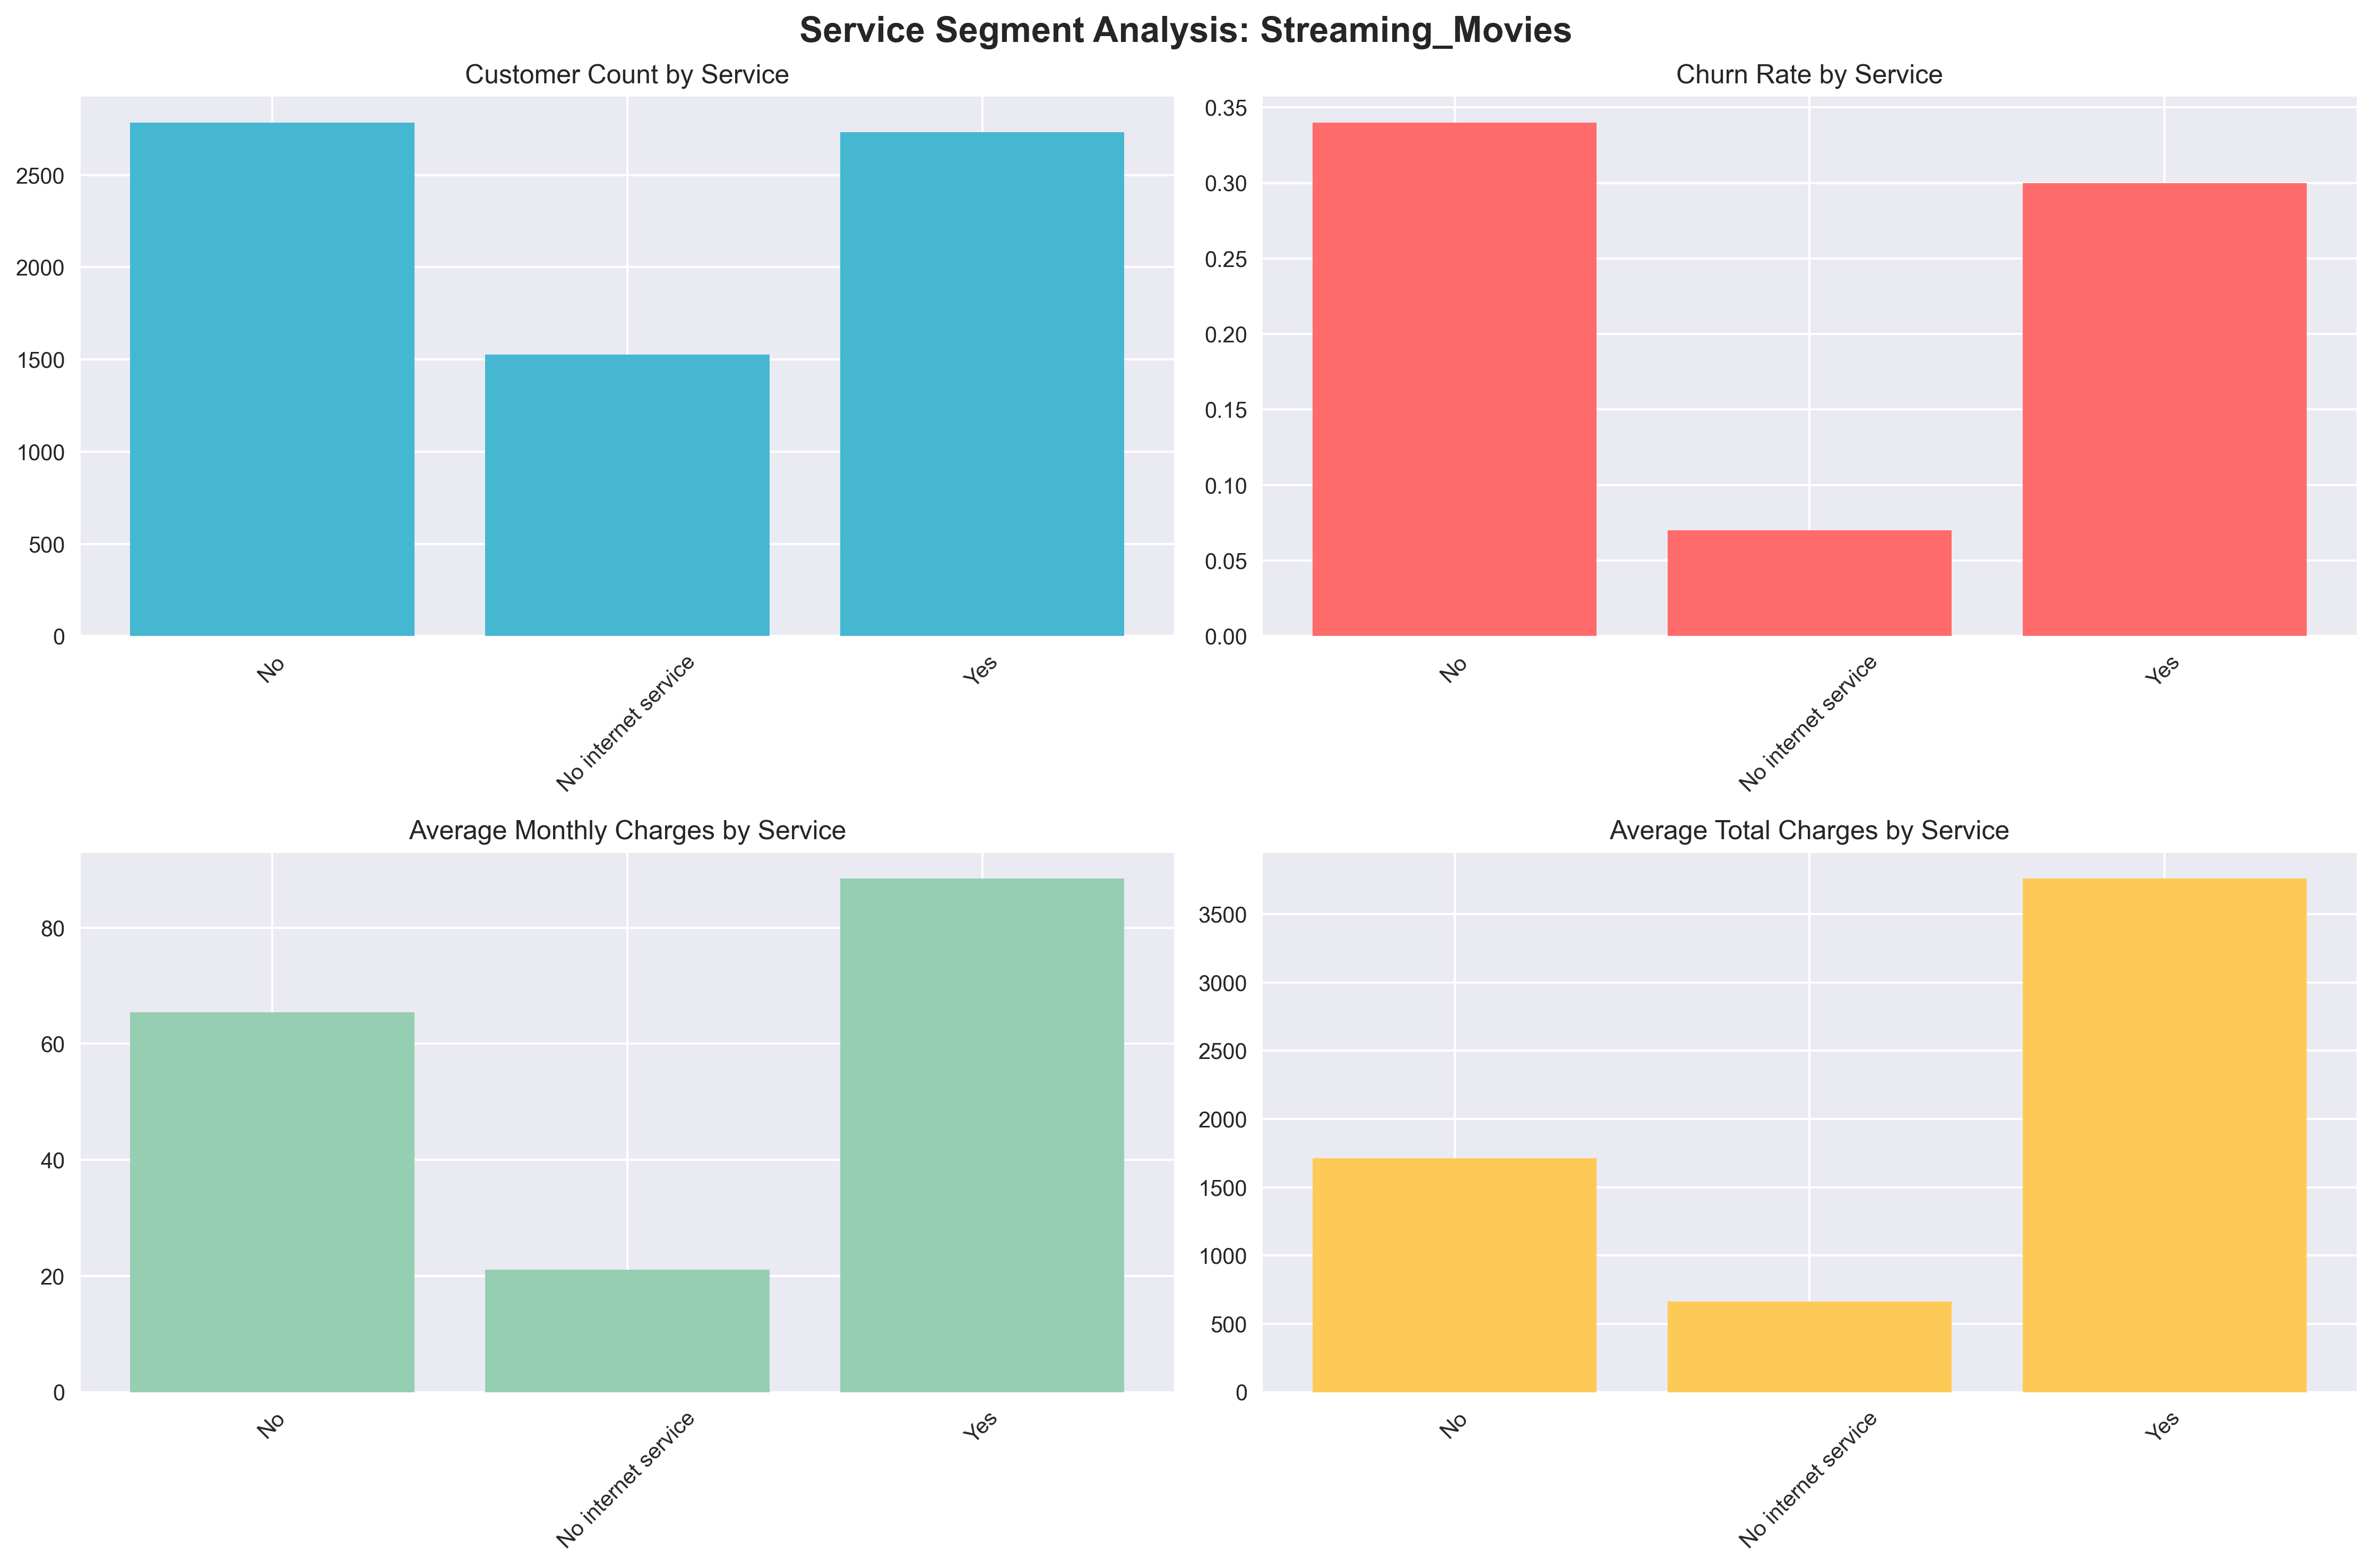 Service Segment Analysis: Streaming_Movies
Customer Count by Service
2500
2000
1500
1000
500
0
No
No internet service
Yes
Churn Rate by Service
0.35
0.30
0.25
0.20
0.15
0.10
0.05
0.00
No
No internet service
Yes
Average Monthly Charges by Service
80
60
40
20
0
No
No internet service
Yes
Average Total Charges by Service
3500
3000
2500
2000
1500
1000
500
0
No
No internet service
Yes